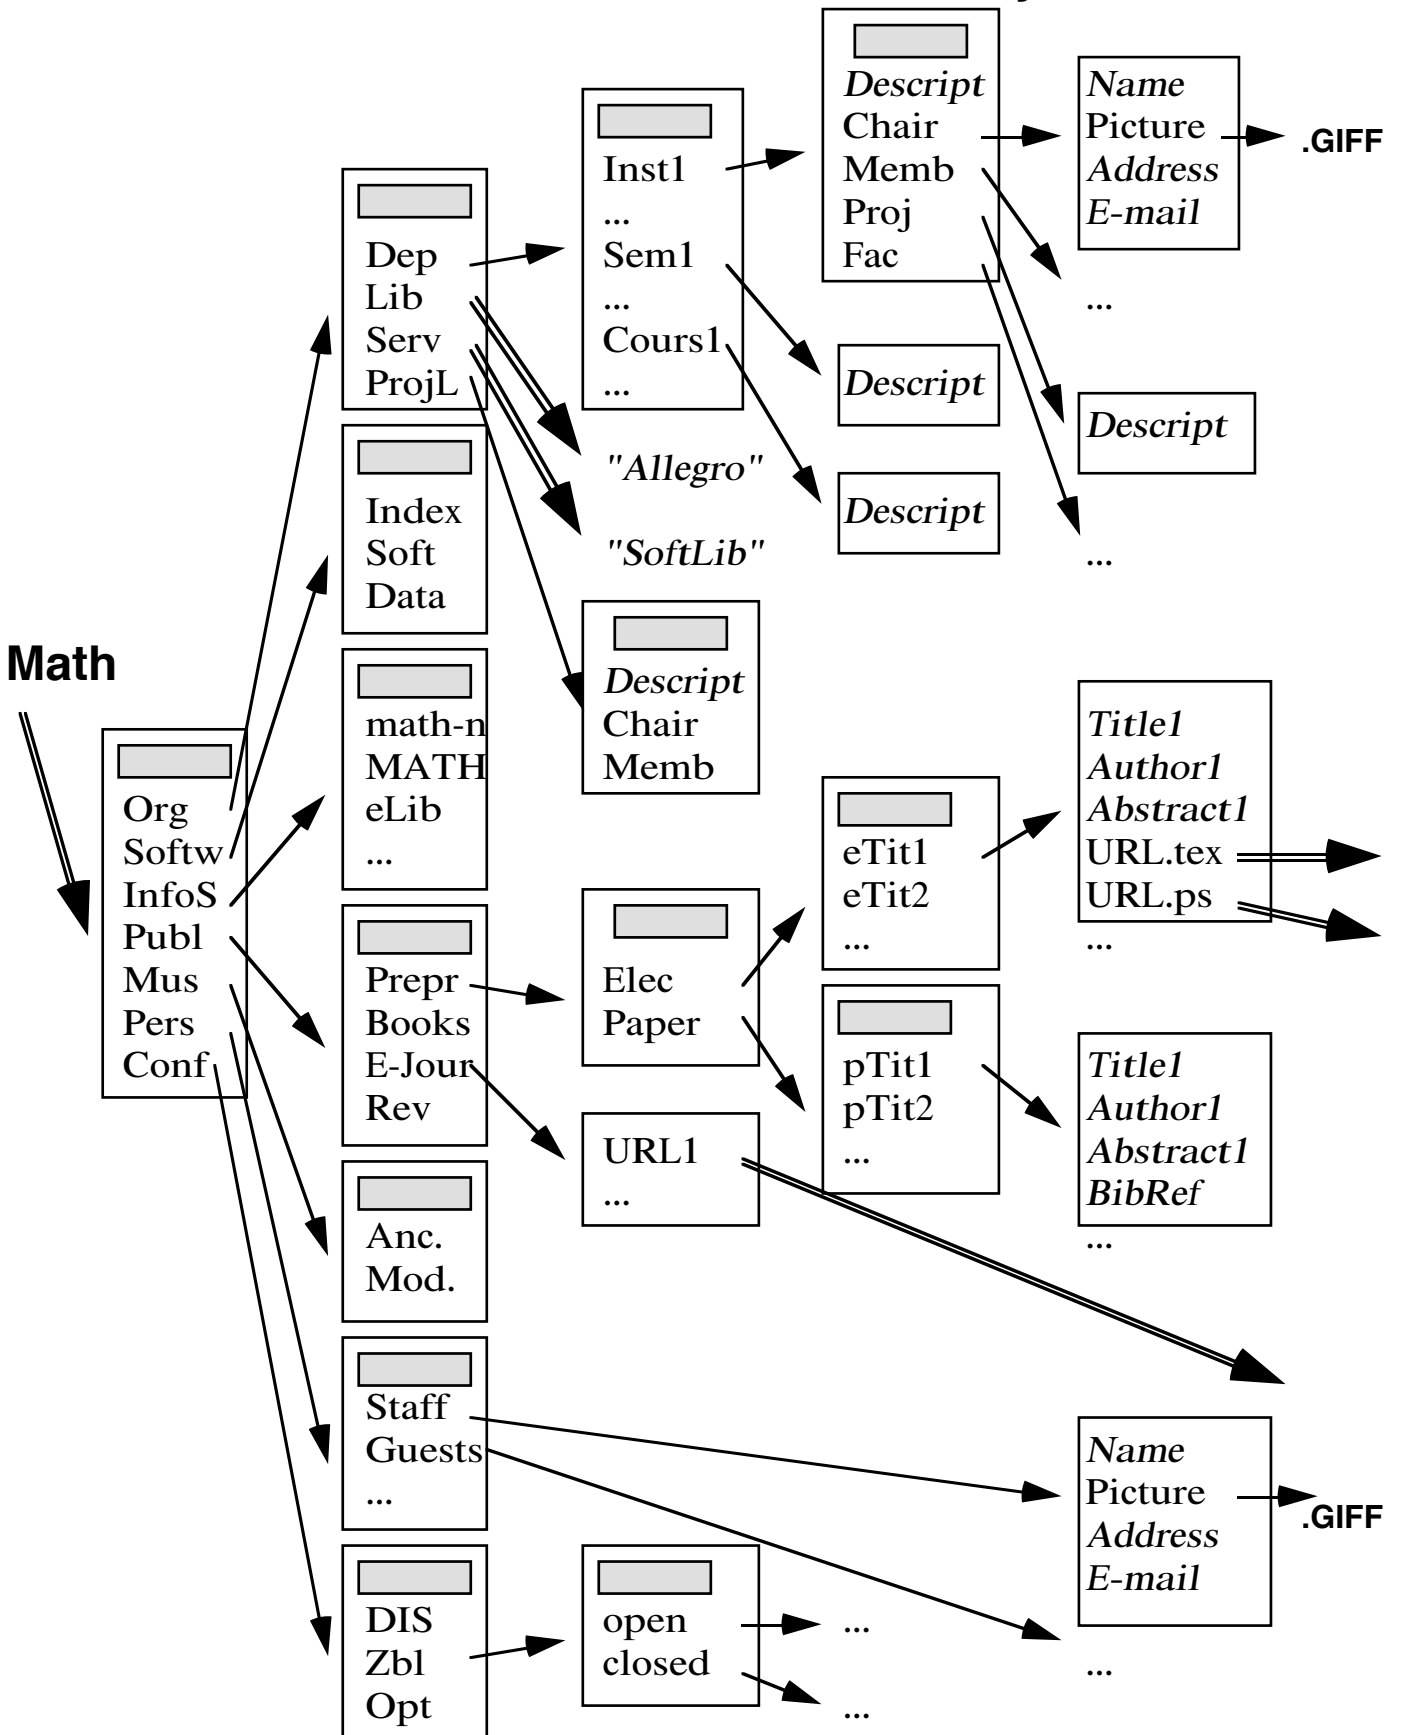 Math
Org
Softw
InfoS
Publ
Mus
Pers
Conf
Dep
Lib
Serv
ProjL
Index
Soft
Data
math-n
MATH
eLib
...
Prepr
Books
E-Jour
Rev
Anc.
Mod.
Staff
Guests
...
DIS
Zbl
Opt
Inst1
...
Sem1
...
Cours1
...
"Allegro"
"SoftLib"
Descript
Chair
Memb
Elec
Paper
URL1
...
open
closed
Descript
Chair
Memb
Proj
Fac
Descript
Descript
eTit1
eTit2
...
pTit1
pTit2
...
...
...
Name
Picture
Address
E-mail
.GIFF
...
Descript
...
Title1
Author1
Abstract1
URL.tex
URL.ps
...
Title1
Author1
Abstract1
BibRef
...
Name
Picture
Address
E-mail
.GIFF
...